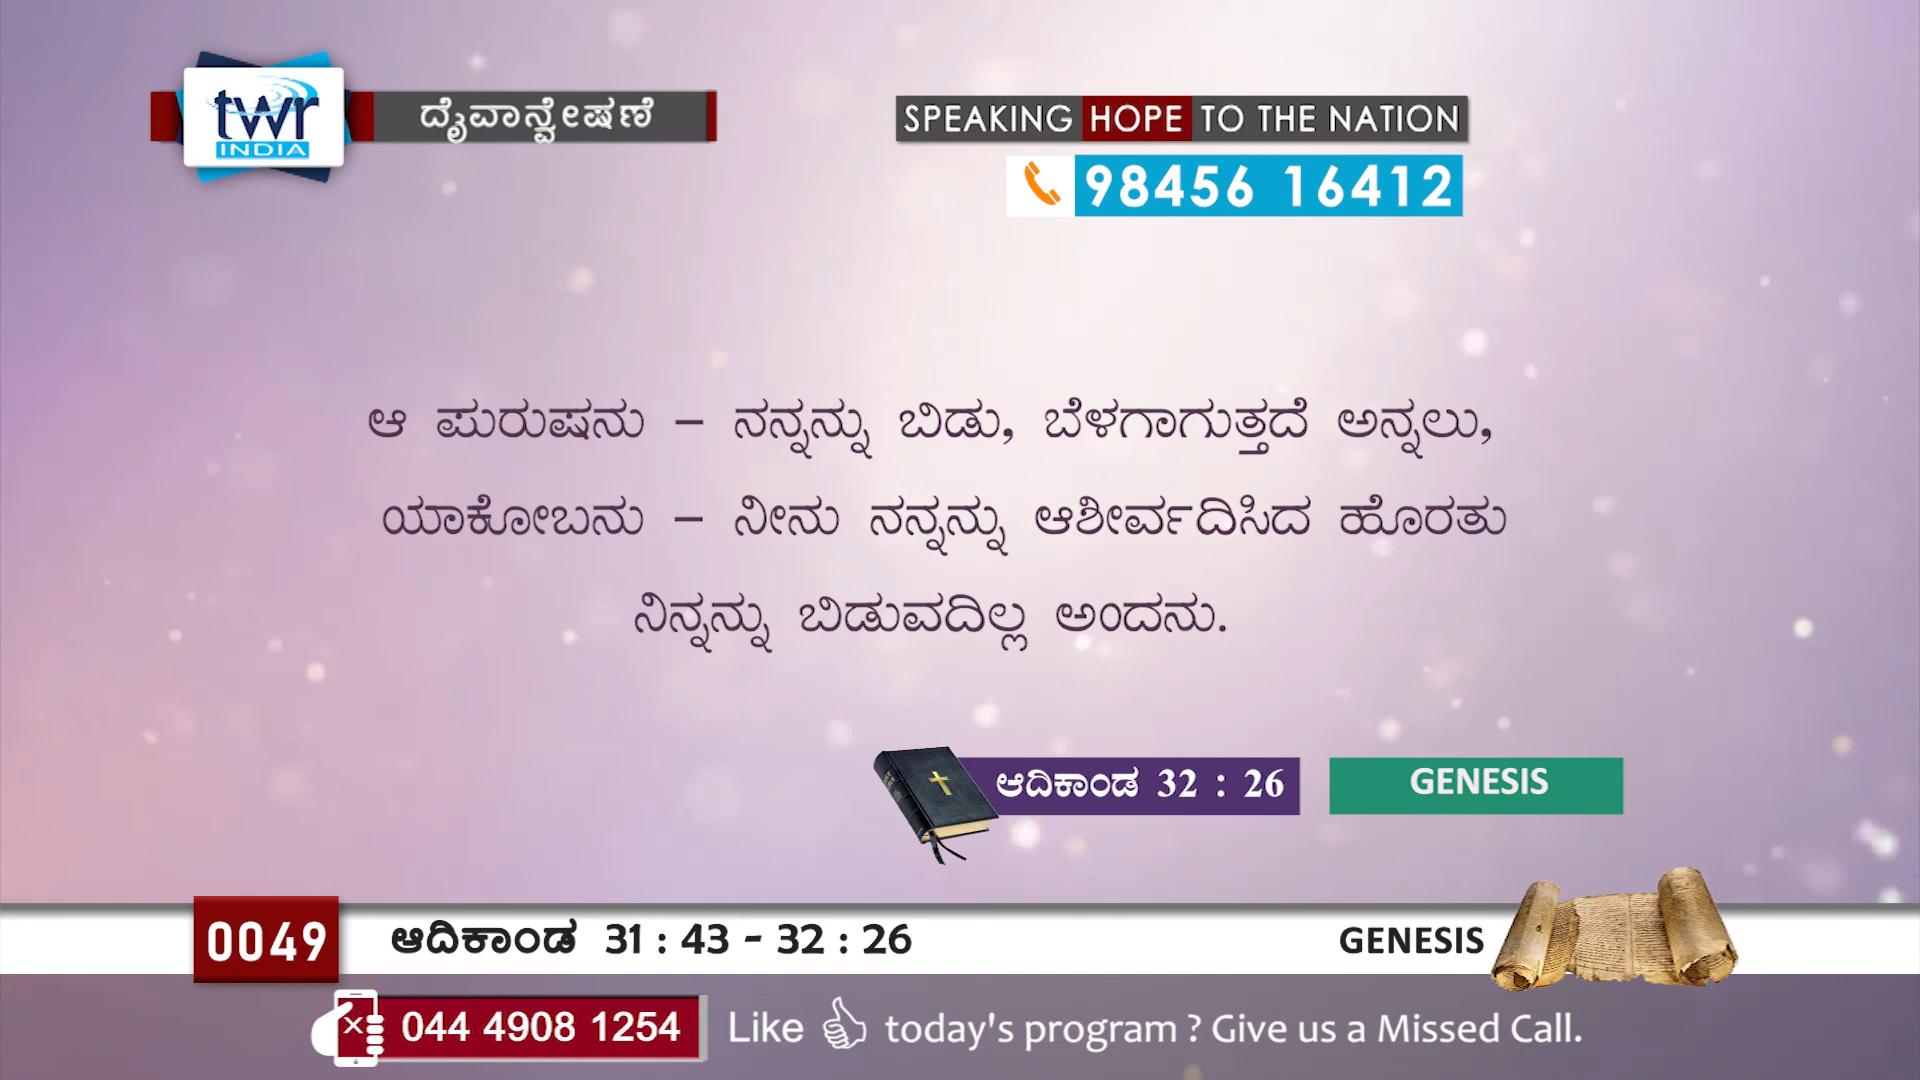 twr
INDIA
ದೈವಾನ್ವೇಷಣೆ
SPEAKING HOPE TO THE NATION
98456 16412
ಆ ಪುರುಷನು – ನನ್ನನ್ನು ಬಿಡು, ಬೆಳಗಾಗುತ್ತದೆ ಅನ್ನಲು,
ಯಾಕೋಬನು – ನೀನು ನನ್ನನ್ನು ಆಶೀರ್ವದಿಸಿದ ಹೊರತು
ನಿನ್ನನ್ನು ಬಿಡುವದಿಲ್ಲ ಅಂದನು.
ಆದಿಕಾಂಡ 32 : 26
GENESIS
0049 ಆದಿಕಾಂಡ 31 : 43 - 32 : 26
GENESIS
044 4908 1254 Like today's program ? Give us a Missed Call.